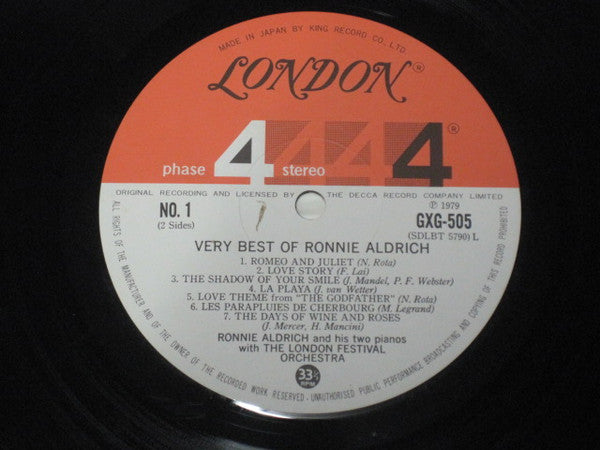 MADE IN JAPAN BY KING RECORD CO., LTD.
LONDON®
phase 4 stereo 4 4 4®
ORIGINAL RECORDING AND LICENSED BY THE DECCA RECORD COMPANY LIMITED
NO. 1
(2 Sides)
℗ 1979
GXG-505
(SDLBT 5790) L
VERY BEST OF RONNIE ALDRICH
1. ROMEO AND JULIET (N. Rota)
2. LOVE STORY (F. Lai)
3. THE SHADOW OF YOUR SMILE (J. Mandel, P. F. Webster)
4. LA PLAYA (J. van Wetter)
5. LOVE THEME from "THE GODFATHER" (N. Rota)
6. LES PARAPLUIES DE CHERBOURG (M. Legrand)
7. THE DAYS OF WINE AND ROSES
(J. Mercer, H. Mancini)
RONNIE ALDRICH and his two pianos
with THE LONDON FESTIVAL
ORCHESTRA
33⅓
RPM
ALL RIGHTS OF THE MANUFACTURER AND OF THE OWNER OF THE RECORDED WORK RESERVED. UNAUTHORISED PUBLIC PERFORMANCE BROADCASTING AND COPYING OF THIS RECORD PROHIBITED